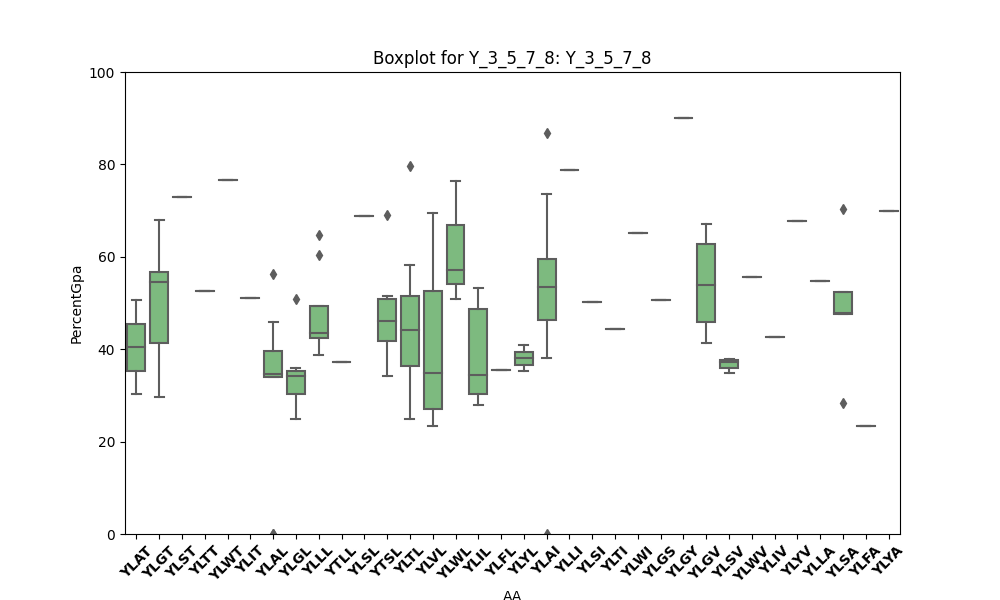 Boxplot for Y_3_5_7_8: Y_3_5_7_8
100
80
60
40
20
0
PercentGpa
YLAT YLGT YLST YLTT YLWT YLIT YLAL YLGL YLLL YTLL YLSL YTSL YLTL YLVL YLWL YLIL YLFL YLYL YLAI YLLI YLSI YLTI YLWI YLGS YLGY YLGV YLSV YLWV YLIV YLYV YLLA YLSA YLFA YLYA
AA